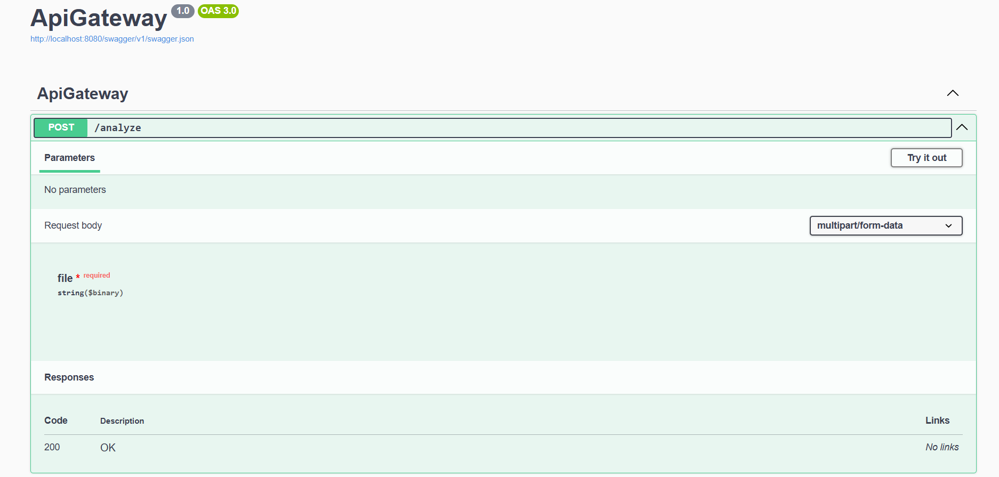 ApiGateway 1.0 OAS 3.0
http://localhost:8080/swagger/v1/swagger.json
ApiGateway
POST /analyze
Parameters Try it out
No parameters
Request body multipart/form-data
file * required
string($binary)
Responses
Code Description Links
200 OK No links